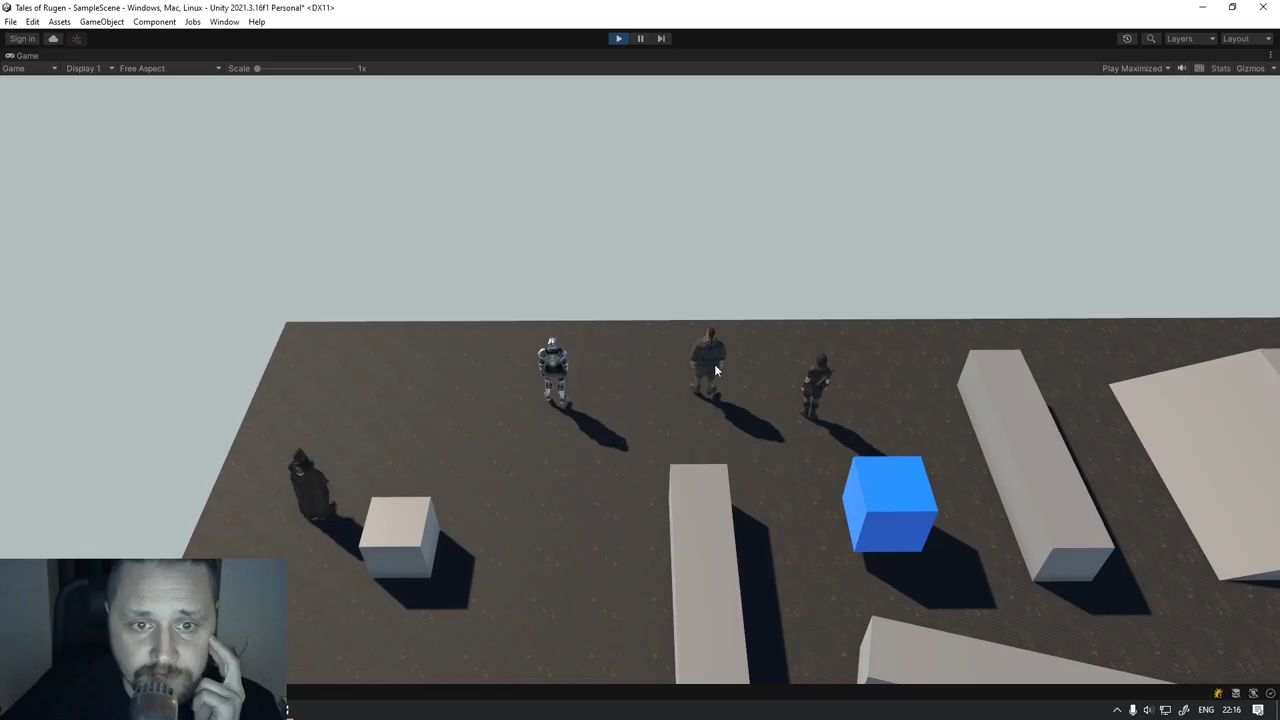 Tales of Rugen - SampleScene - Windows, Mac, Linux - Unity 2021.3.16f1 Personal* <DX11>
File Edit Assets GameObject Component Jobs Window Help
Sign in Layers Layout
Game
Game Display 1 Free Aspect Scale 1x Play Maximized Stats Gizmos
ENG 22:16